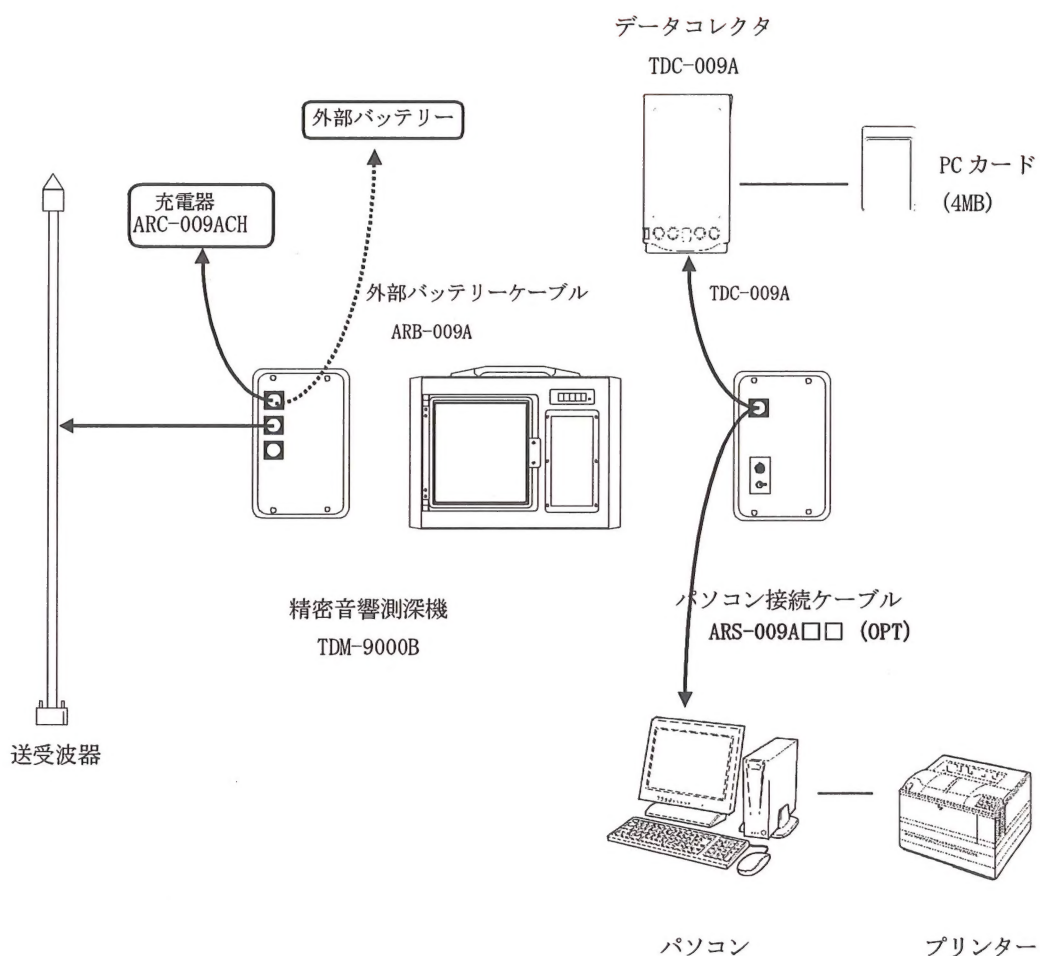 データコレクタ
TDC-009A
外部バッテリー
PC カード
(4MB)
充電器
ARC-009ACH
外部バッテリーケーブル
ARB-009A
TDC-009A
精密音響測深機
TDM-9000B
パソコン接続ケーブル
ARS-009A□□ (OPT)
送受波器
パソコン
プリンター